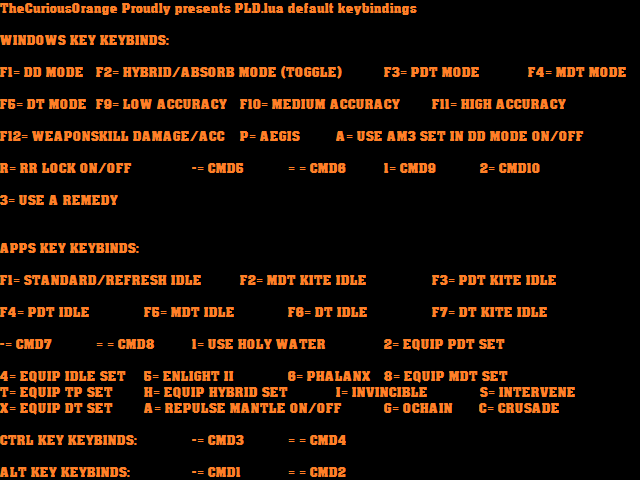 TheCuriousOrange Proudly presents PLD.lua default keybindings
WINDOWS KEY KEYBINDS:
F1= DD MODE F2= HYBRID/ABSORB MODE (TOGGLE) F3= PDT MODE F4= MDT MODE
F5= DT MODE F9= LOW ACCURACY F10= MEDIUM ACCURACY F11= HIGH ACCURACY
F12= WEAPONSKILL DAMAGE/ACC P= AEGIS A= USE AM3 SET IN DD MODE ON/OFF
R= RR LOCK ON/OFF -= CMD5 = = CMD6 1= CMD9 2= CMD10
3= USE A REMEDY
APPS KEY KEYBINDS:
F1= STANDARD/REFRESH IDLE F2= MDT KITE IDLE F3= PDT KITE IDLE
F4= PDT IDLE F5= MDT IDLE F6= DT IDLE F7= DT KITE IDLE
-= CMD7 = = CMD8 1= USE HOLY WATER 2= EQUIP PDT SET
4= EQUIP IDLE SET 5= ENLIGHT II 6= PHALANX 8= EQUIP MDT SET
T= EQUIP TP SET H= EQUIP HYBRID SET I= INVINCIBLE S= INTERVENE
X= EQUIP DT SET A= REPULSE MANTLE ON/OFF G= OCHAIN C= CRUSADE
CTRL KEY KEYBINDS: -= CMD3 = = CMD4
ALT KEY KEYBINDS: -= CMD1 = = CMD2